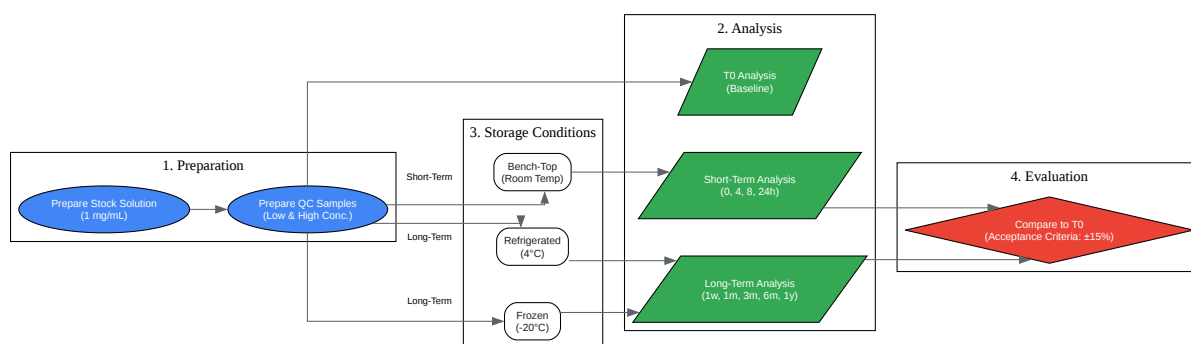 1. Preparation
Prepare Stock Solution
(1 mg/mL)
Prepare QC Samples
(Low & High Conc.)
Short-Term
Long-Term
Long-Term
3. Storage Conditions
Bench-Top
(Room Temp)
Refrigerated
(4°C)
Frozen
(-20°C)
2. Analysis
T0 Analysis
(Baseline)
Short-Term Analysis
(0, 4, 8, 24h)
Long-Term Analysis
(1w, 1m, 3m, 6m, 1y)
4. Evaluation
Compare to T0
(Acceptance Criteria: ±15%)